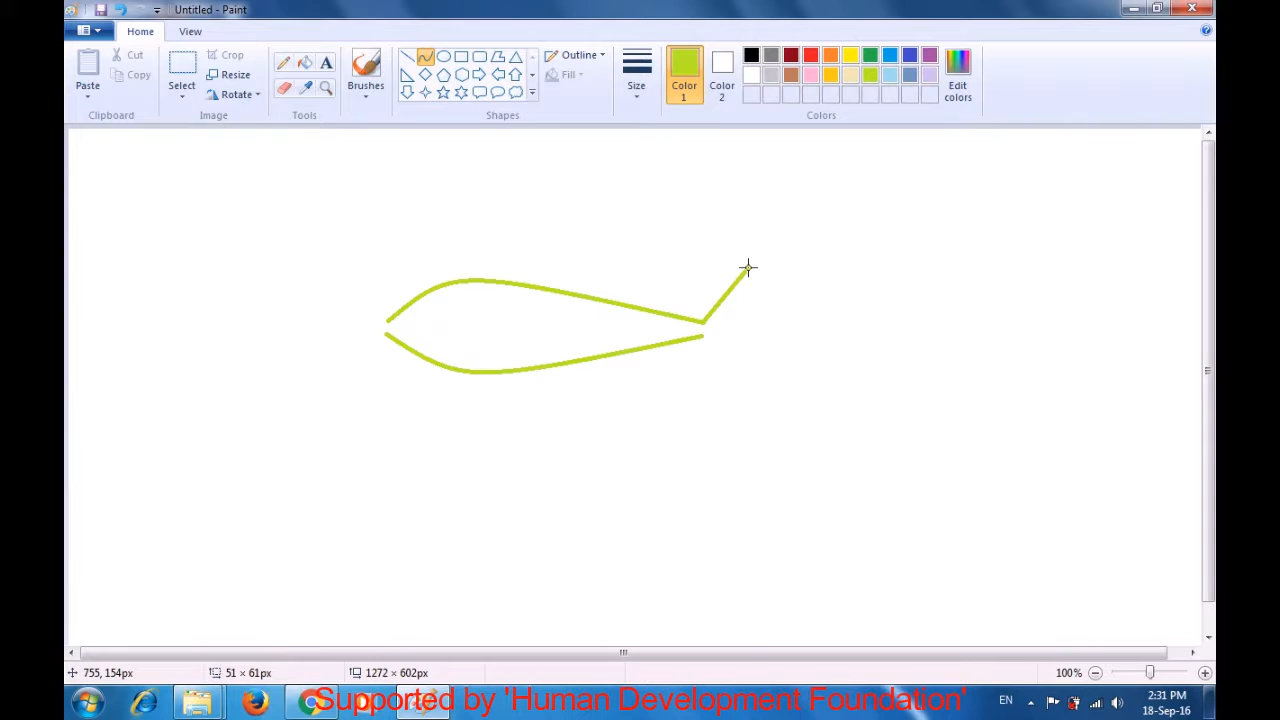 Untitled - Paint
Home View
Paste
Cut
Copy
Clipboard
Select
Crop
Resize
Rotate
Image
A
Tools
Brushes
Outline
Fill
Shapes
Size
Color 1
Color 2
Edit colors
Colors
755, 154px
51 × 61px
1272 × 602px
100%
EN
2:31 PM
18-Sep-16
Supported by 'Human Development Foundation'